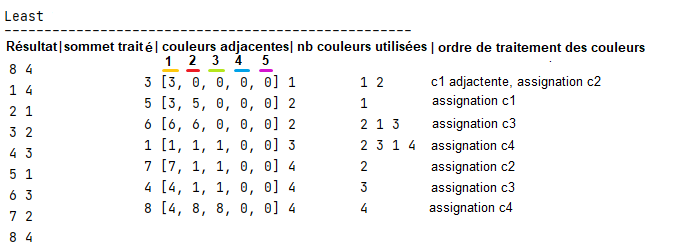 Least
-------------------------------------------------
Résultat|sommet traité| couleurs adjacentes| nb couleurs utilisées| ordre de traitement des couleurs
1 2 3 4 5
8 4
3 [3, 0, 0, 0, 0] 1 1 2 c1 adjactente, assignation c2
1 4
5 [3, 5, 0, 0, 0] 2 1 assignation c1
2 1
6 [6, 6, 0, 0, 0] 2 2 1 3 assignation c3
3 2
1 [1, 1, 1, 0, 0] 3 2 3 1 4 assignation c4
4 3
7 [7, 1, 1, 0, 0] 4 2 assignation c2
5 1
4 [4, 1, 1, 0, 0] 4 3 assignation c3
6 3
8 [4, 8, 8, 0, 0] 4 4 assignation c4
7 2
8 4